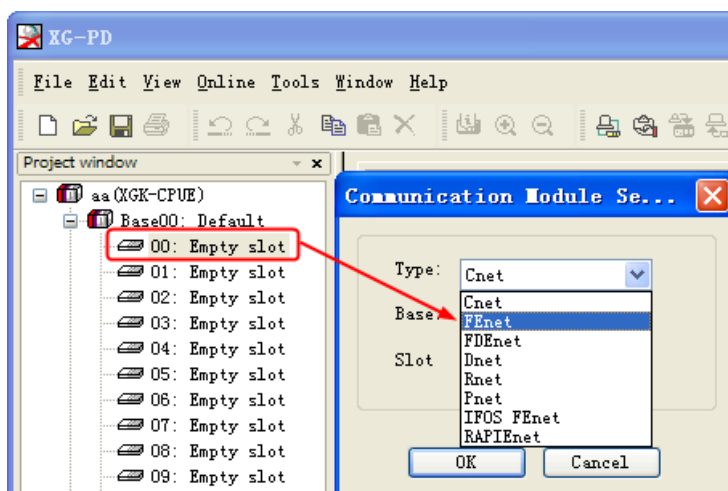 XG-PD
File Edit View Online Tools Window Help
Project window
aa(XGK-CPUE)
Base00: Default
00: Empty slot
01: Empty slot
02: Empty slot
03: Empty slot
04: Empty slot
05: Empty slot
06: Empty slot
07: Empty slot
08: Empty slot
09: Empty slot
Communication Module Se...
Type: Cnet
Base:
Slot
Cnet
FEnet
FDEnet
Dnet
Rnet
Pnet
IFOS FEnet
RAPIEnet
OK Cancel